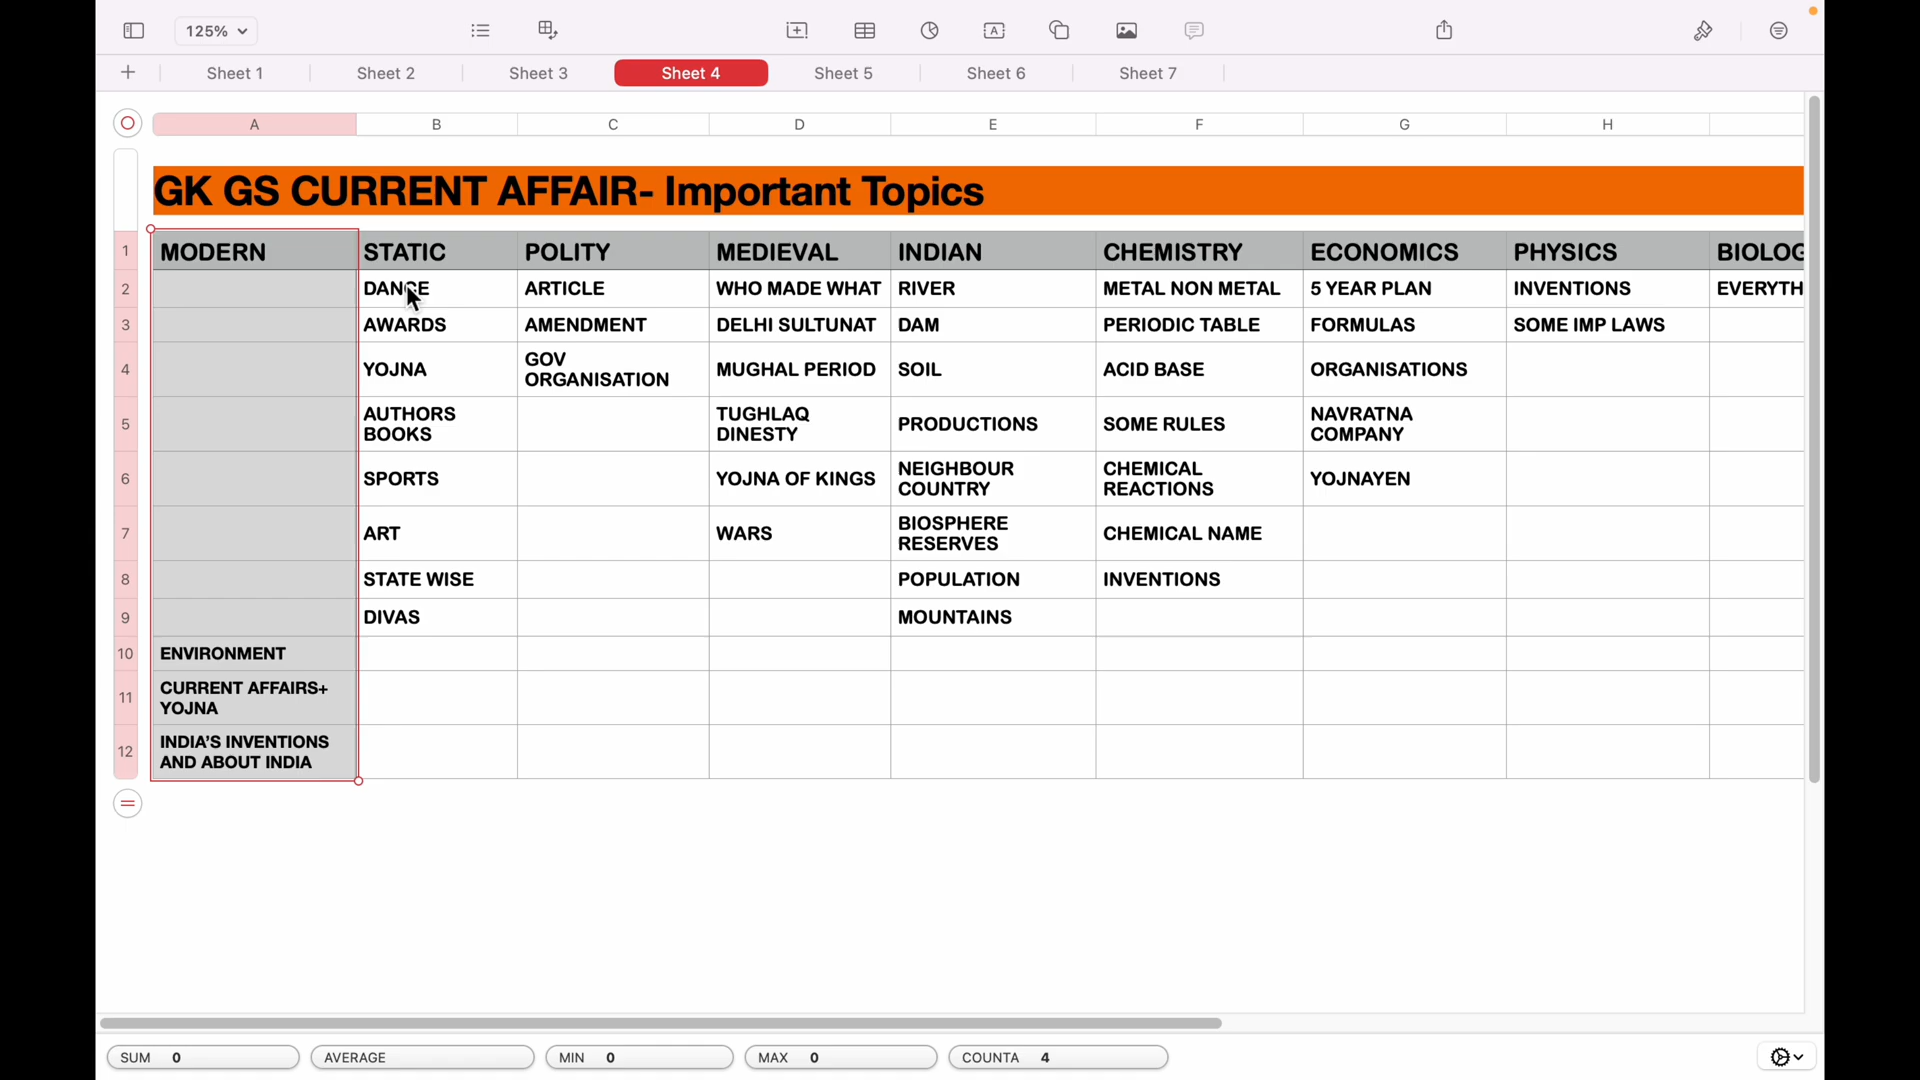 125%
Sheet 1 Sheet 2 Sheet 3 Sheet 4 Sheet 5 Sheet 6 Sheet 7
A B C D E F G H
GK GS CURRENT AFFAIR- Important Topics
1 MODERN STATIC POLITY MEDIEVAL INDIAN CHEMISTRY ECONOMICS PHYSICS BIOLOG
2 DANCE ARTICLE WHO MADE WHAT RIVER METAL NON METAL 5 YEAR PLAN INVENTIONS EVERYTH
3 AWARDS AMENDMENT DELHI SULTUNAT DAM PERIODIC TABLE FORMULAS SOME IMP LAWS
4 YOJNA GOV
ORGANISATION MUGHAL PERIOD SOIL ACID BASE ORGANISATIONS
5 AUTHORS
BOOKS TUGHLAQ
DINESTY PRODUCTIONS SOME RULES NAVRATNA
COMPANY
6 SPORTS YOJNA OF KINGS NEIGHBOUR
COUNTRY CHEMICAL
REACTIONS YOJNAYEN
7 ART WARS BIOSPHERE
RESERVES CHEMICAL NAME
8 STATE WISE POPULATION INVENTIONS
9 DIVAS MOUNTAINS
10 ENVIRONMENT
11 CURRENT AFFAIRS+
YOJNA
12 INDIA'S INVENTIONS
AND ABOUT INDIA
SUM 0 AVERAGE MIN 0 MAX 0 COUNTA 4